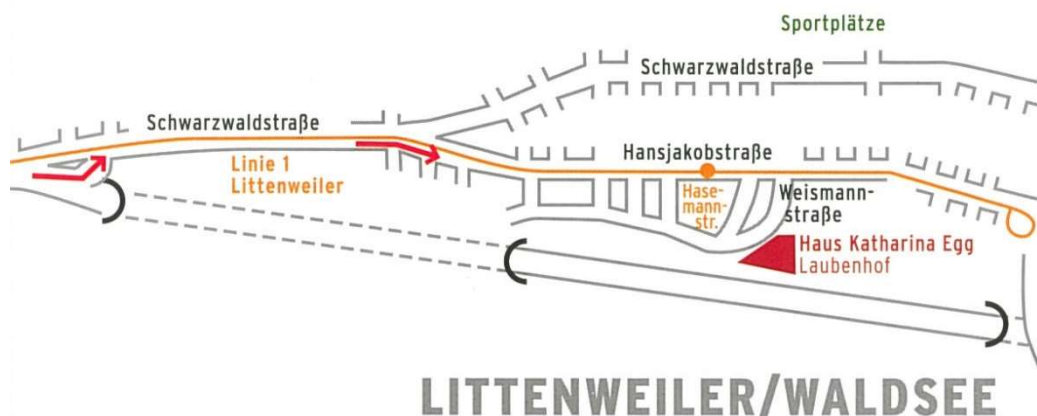 Sportplätze
Schwarzwaldstraße
Schwarzwaldstraße
Linie 1
Littenweiler
Hansjakobstraße
Hase-
mann-
str.
Weismann-
straße
Haus Katharina Egg
Laubenhof
LITTENWEILER/WALDSEE